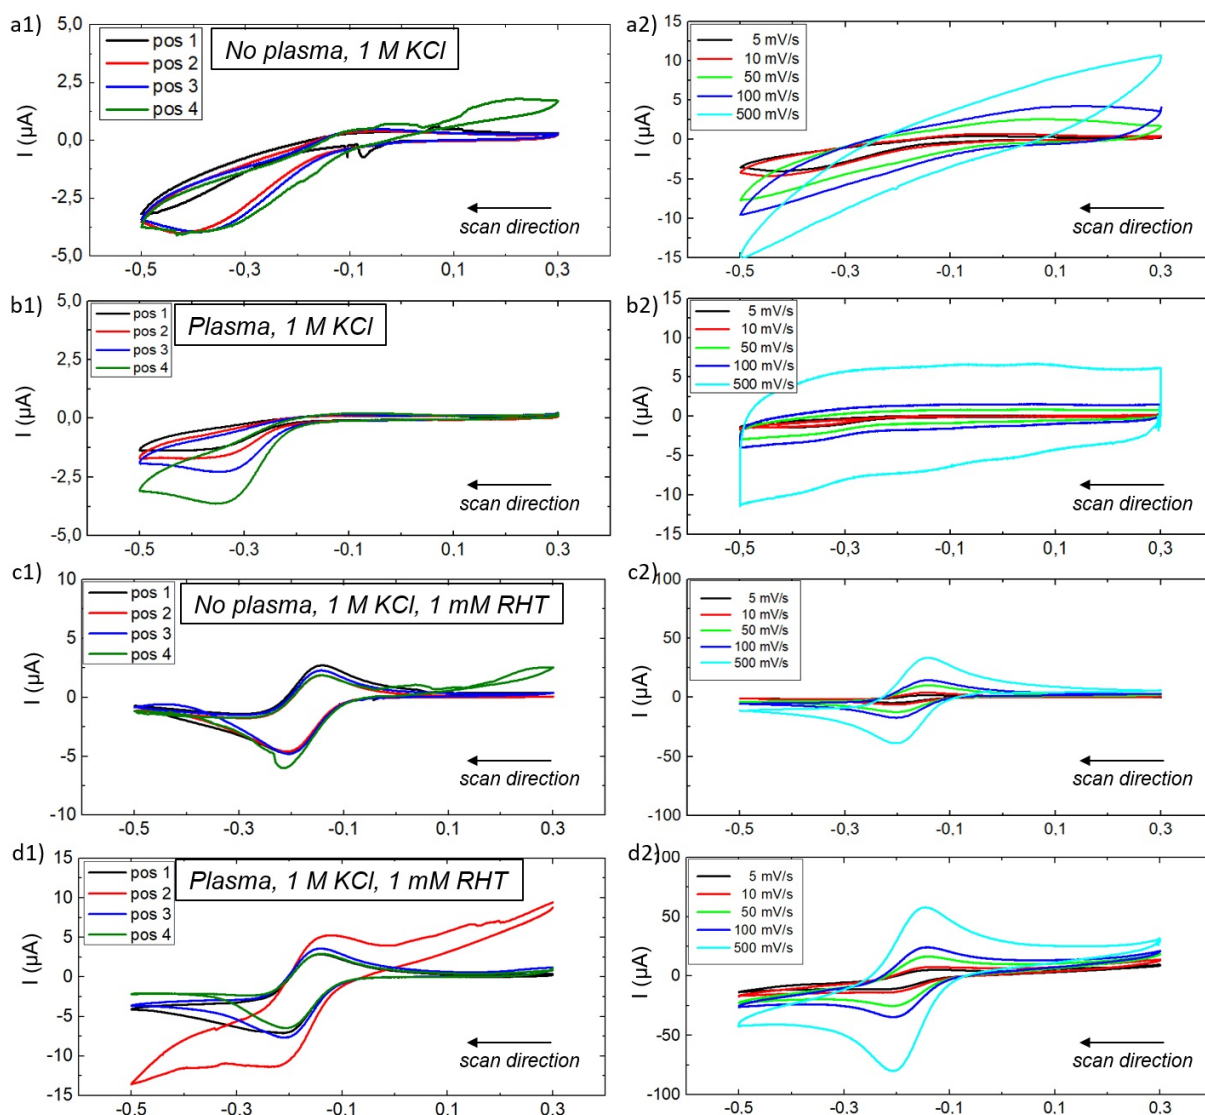 a1)
5,0
2,5
0,0
-2,5
-5,0
I (µA)
pos 1
pos 2
pos 3
pos 4
No plasma, 1 M KCl
scan direction
-0,5 -0,3 -0,1 0,1 0,3
a2)
15
10
5
0
-5
-10
15
I (µA)
5 mV/s
10 mV/s
50 mV/s
100 mV/s
500 mV/s
scan direction
-0,5 -0,3 -0,1 0,1 0,3
b1)
5,0
2,5
0,0
-2,5
-5,0
I (µA)
pos 1
pos 2
pos 3
pos 4
Plasma, 1 M KCl
scan direction
-0,5 -0,3 -0,1 0,1 0,3
b2)
15
10
5
0
-5
-10
15
I (µA)
5 mV/s
10 mV/s
50 mV/s
100 mV/s
500 mV/s
scan direction
-0,5 -0,3 -0,1 0,1 0,3
c1)
10
5
0
-5
-10
I (µA)
pos 1
pos 2
pos 3
pos 4
No plasma, 1 M KCl, 1 mM RHT
scan direction
-0,5 -0,3 -0,1 0,1 0,3
c2)
100
50
0
-50
-100
I (µA)
5 mV/s
10 mV/s
50 mV/s
100 mV/s
500 mV/s
scan direction
-0,5 -0,3 -0,1 0,1 0,3
d1)
15
10
5
0
-5
-10
-15
I (µA)
pos 1
pos 2
pos 3
pos 4
Plasma, 1 M KCl, 1 mM RHT
scan direction
-0,5 -0,3 -0,1 0,1 0,3
d2)
100
50
0
-50
-100
I (µA)
5 mV/s
10 mV/s
50 mV/s
100 mV/s
500 mV/s
scan direction
-0,5 -0,3 -0,1 0,1 0,3